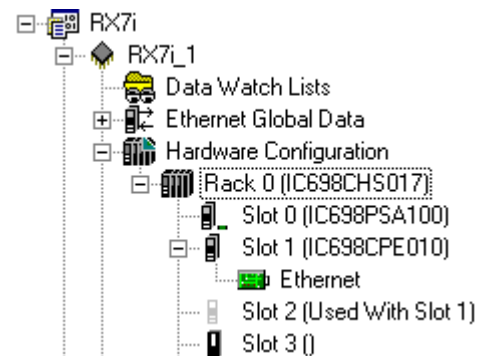 RX7i
RX7i_1
Data Watch Lists
Ethernet Global Data
Hardware Configuration
Rack 0 (IC698CHS017)
Slot 0 (IC698PSA100)
Slot 1 (IC698CPE010)
Ethernet
Slot 2 (Used With Slot 1)
Slot 3 ()